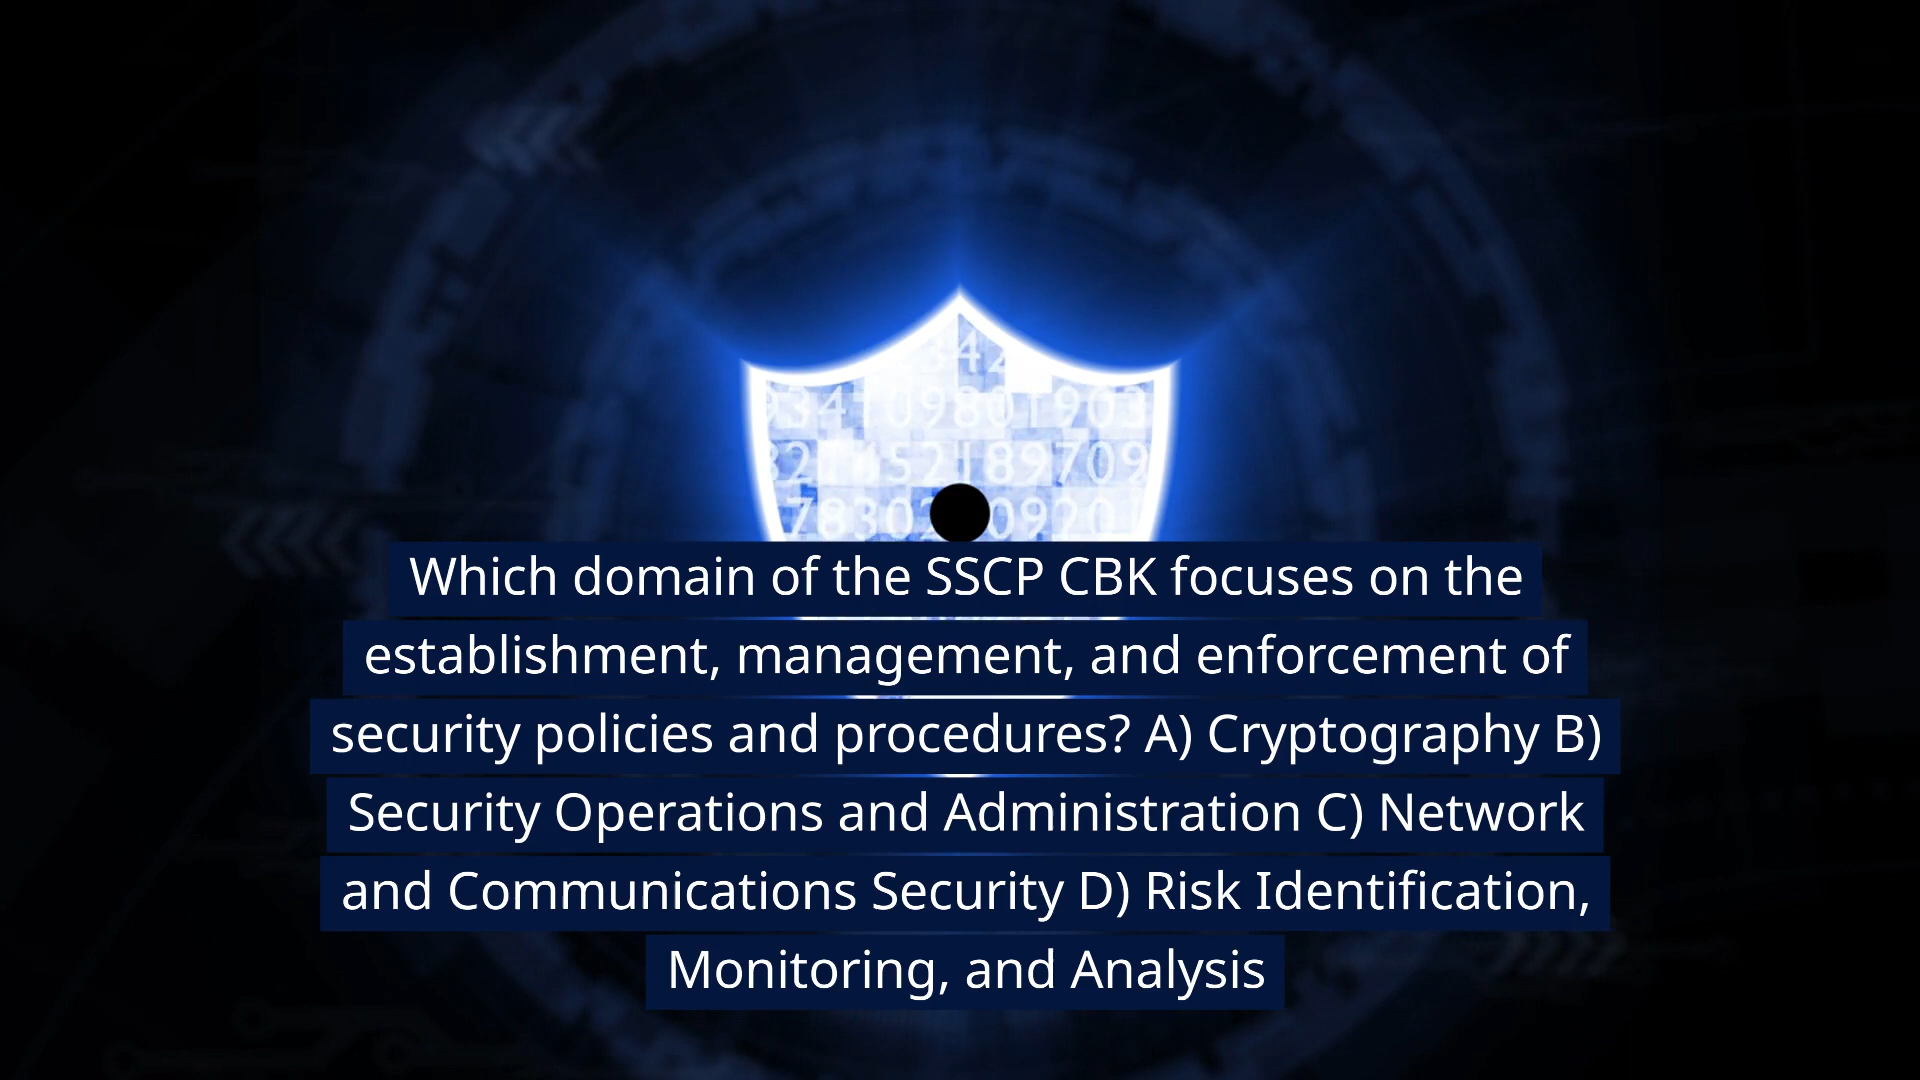 Which domain of the SSCP CBK focuses on the
establishment, management, and enforcement of
security policies and procedures? A) Cryptography B)
Security Operations and Administration C) Network
and Communications Security D) Risk Identification,
Monitoring, and Analysis